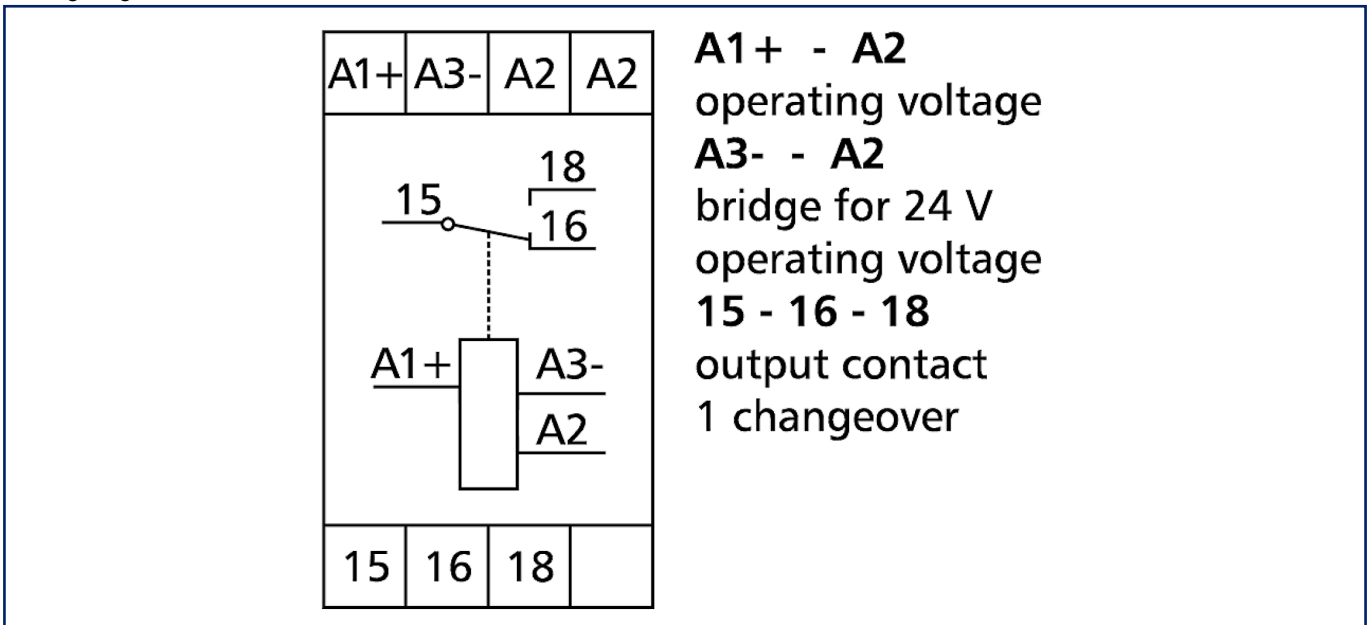 A1+ A3- A2 A2
18
15
16
A1+ A3-
A2
15 16 18
A1+ - A2
operating voltage
A3- - A2
bridge for 24 V
operating voltage
15 - 16 - 18
output contact
1 changeover